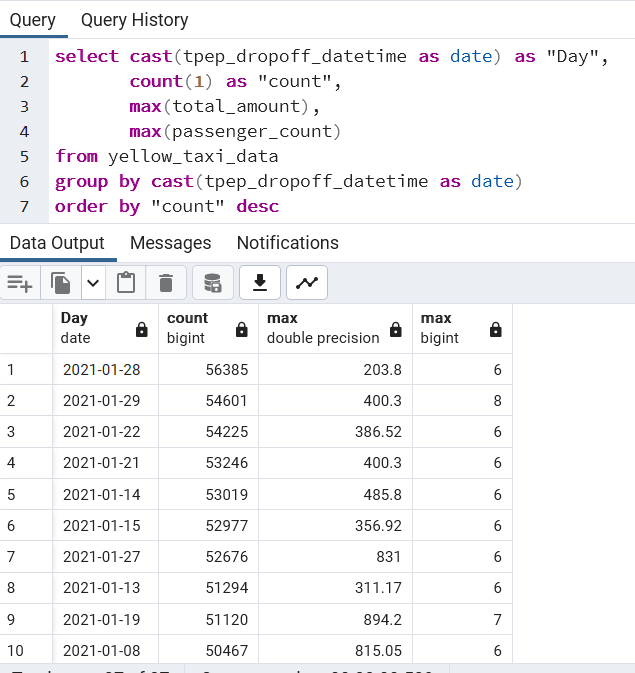 Query Query History
1 select cast(tpep_dropoff_datetime as date) as "Day",
2 count(1) as "count",
3 max(total_amount),
4 max(passenger_count)
5 from yellow_taxi_data
6 group by cast(tpep_dropoff_datetime as date)
7 order by "count" desc
Data Output Messages Notifications
Day count max max
date bigint double precision bigint
1 2021-01-28 56385 203.8 6
2 2021-01-29 54601 400.3 8
3 2021-01-22 54225 386.52 6
4 2021-01-21 53246 400.3 6
5 2021-01-14 53019 485.8 6
6 2021-01-15 52977 356.92 6
7 2021-01-27 52676 831 6
8 2021-01-13 51294 311.17 6
9 2021-01-19 51120 894.2 7
10 2021-01-08 50467 815.05 6